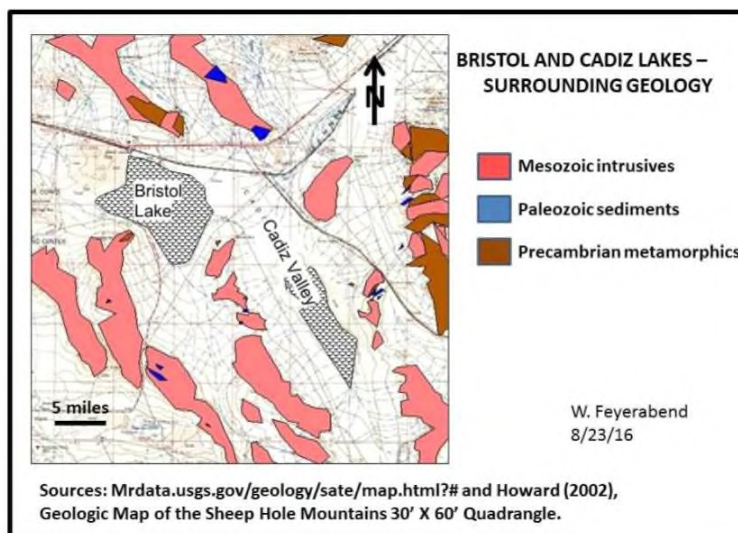 BRISTOL AND CADIZ LAKES –
SURROUNDING GEOLOGY
N
Bristol
Lake
Cadiz Valley
5 miles
Mesozoic intrusives
Paleozoic sediments
Precambrian metamorphics
W. Feyerabend
8/23/16
Sources: Mrdata.usgs.gov/geology/sate/map.html?# and Howard (2002),
Geologic Map of the Sheep Hole Mountains 30’ X 60’ Quadrangle.